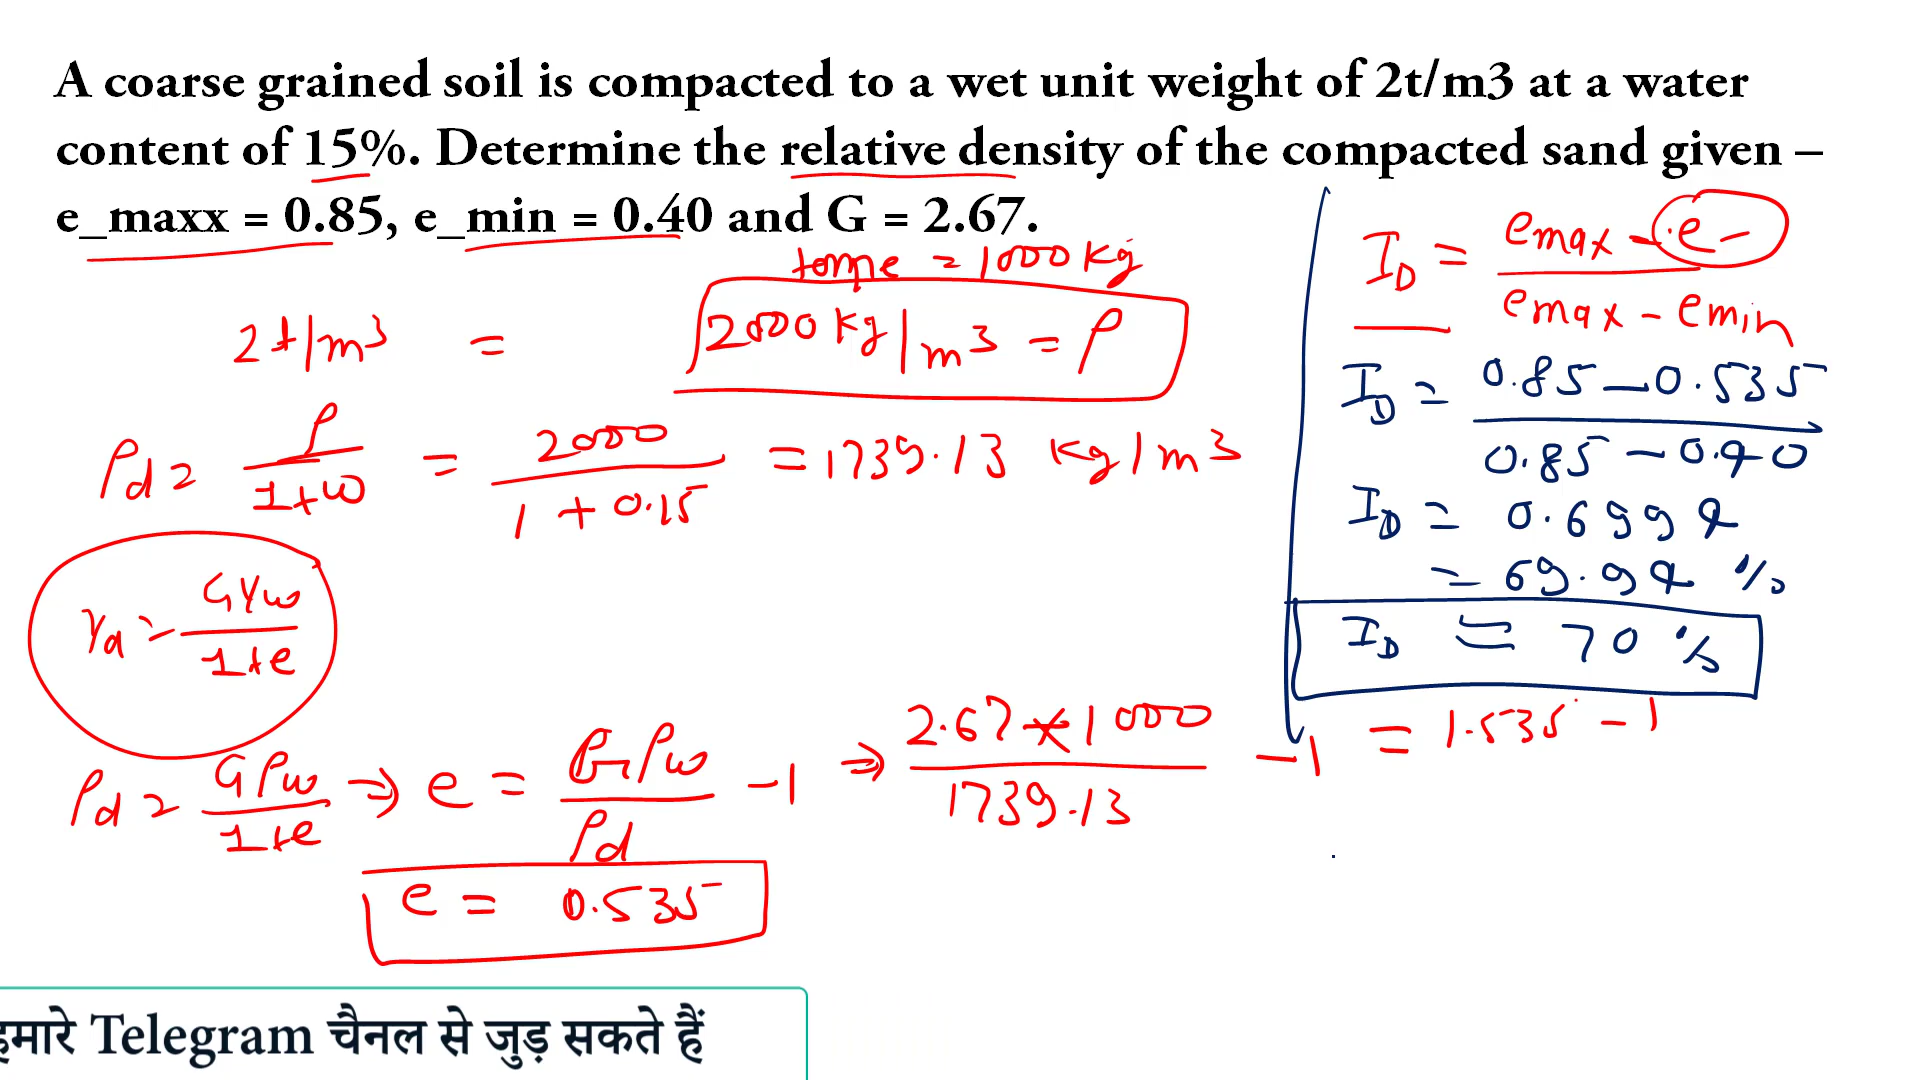 A coarse grained soil is compacted to a wet unit weight of 2t/m3 at a water
content of 15%. Determine the relative density of the compacted sand given –
e_maxx = 0.85, e_min = 0.40 and G = 2.67.
tonne = 1000 kg
2t/m³ = 2000 kg/m³ = ρ
ρd = ρ/(1+w) = 2000/(1+0.15) = 1739.13 kg/m³
γd = Gγw/(1+e)
ρd = Gρw/(1+e) ⇒ e = Gρw/ρd - 1 ⇒ 2.67*1000/1739.13 - 1 = 1.535 - 1
e = 0.535
ID = emax - e/emax - emin
ID = 0.85 - 0.535/0.85 - 0.40
ID = 0.6994
= 69.94 %
ID ≈ 70 %
हमारे Telegram चैनल से जुड़ सकते हैं